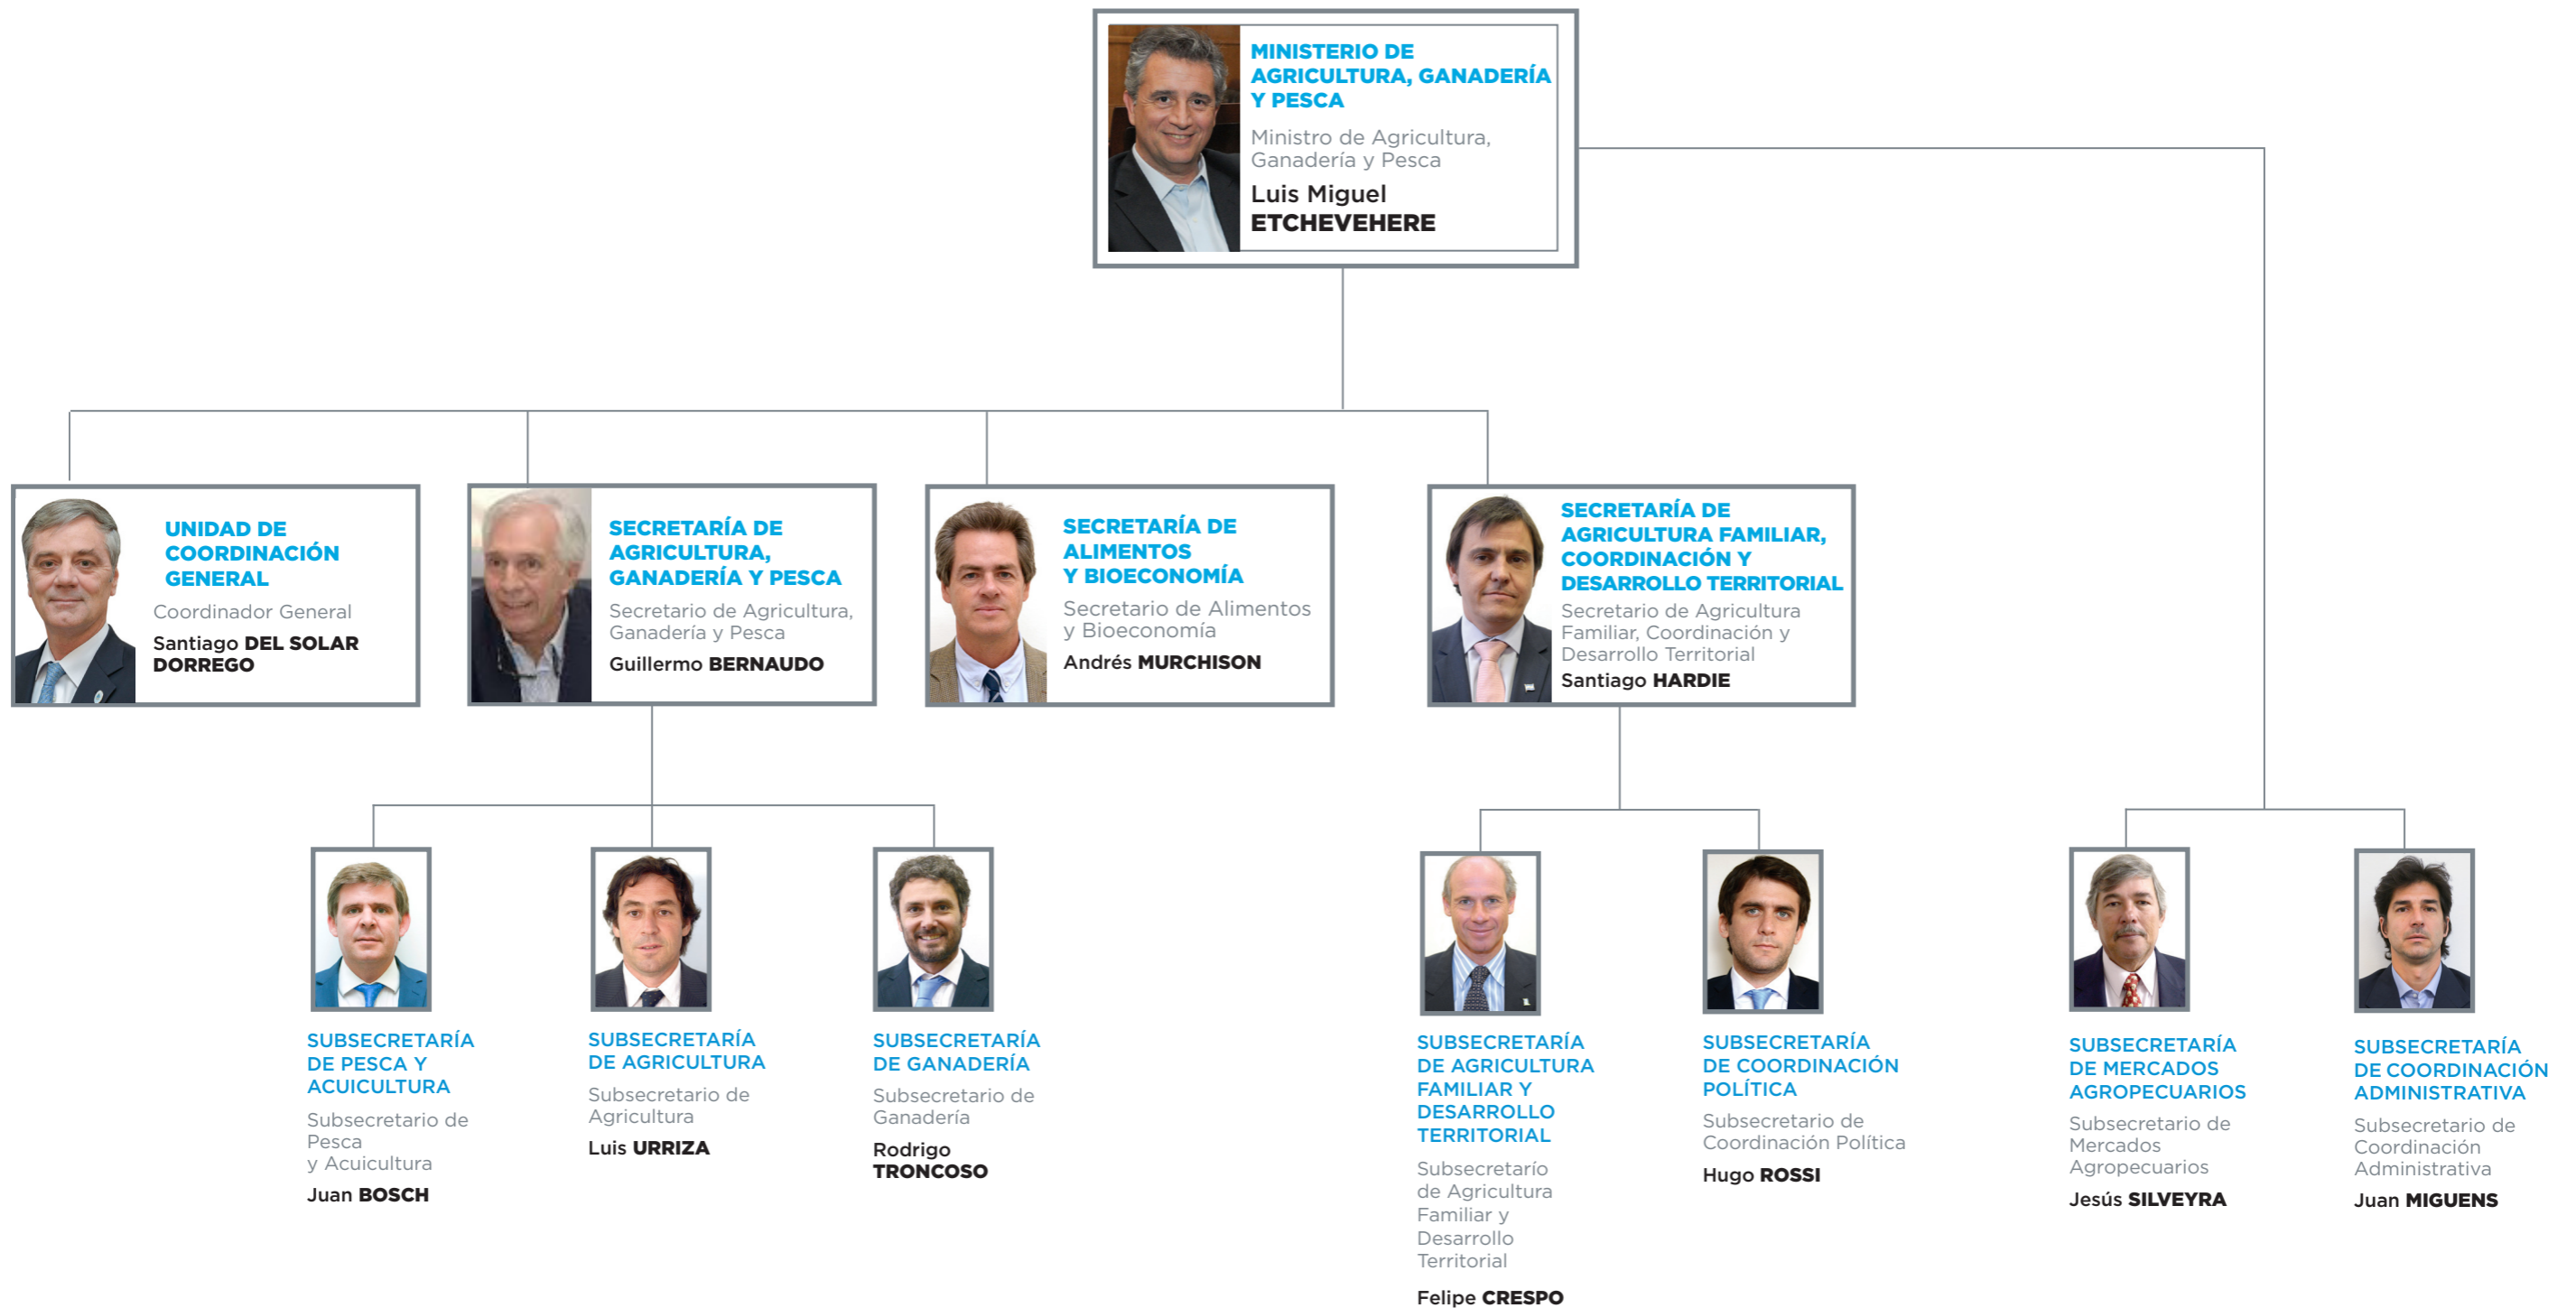 MINISTERIO DE
AGRICULTURA, GANADERÍA
Y PESCA
Ministro de Agricultura,
Ganadería y Pesca
Luis Miguel
ETCHEVEHERE
UNIDAD DE
COORDINACIÓN
GENERAL
Coordinador General
Santiago DEL SOLAR
DORREGO
SECRETARÍA DE
AGRICULTURA,
GANADERÍA Y PESCA
Secretario de Agricultura,
Ganadería y Pesca
Guillermo BERNAUDO
SECRETARÍA DE
ALIMENTOS
Y BIOECONOMÍA
Secretario de Alimentos
y Bioeconomía
Andrés MURCHISON
SECRETARÍA DE
AGRICULTURA FAMILIAR,
COORDINACIÓN Y
DESARROLLO TERRITORIAL
Secretario de Agricultura
Familiar, Coordinación y
Desarrollo Territorial
Santiago HARDIE
SUBSECRETARÍA
DE PESCA Y
ACUICULTURA
Subsecretario de
Pesca
y Acuicultura
Juan BOSCH
SUBSECRETARÍA
DE AGRICULTURA
Subsecretario de
Agricultura
Luis URRIZA
SUBSECRETARÍA
DE GANADERÍA
Subsecretario de
Ganadería
Rodrigo
TRONCOSO
SUBSECRETARÍA
DE AGRICULTURA
FAMILIAR Y
DESARROLLO
TERRITORIAL
Subsecretarío
de Agricultura
Familiar y
Desarrollo
Territorial
Felipe CRESPO
SUBSECRETARÍA
DE COORDINACIÓN
POLÍTICA
Subsecretario de
Coordinación Política
Hugo ROSSI
SUBSECRETARÍA
DE MERCADOS
AGROPECUARIOS
Subsecretario de
Mercados
Agropecuarios
Jesús SILVEYRA
SUBSECRETARÍA
DE COORDINACIÓN
ADMINISTRATIVA
Subsecretario de
Coordinación
Administrativa
Juan MIGUENS